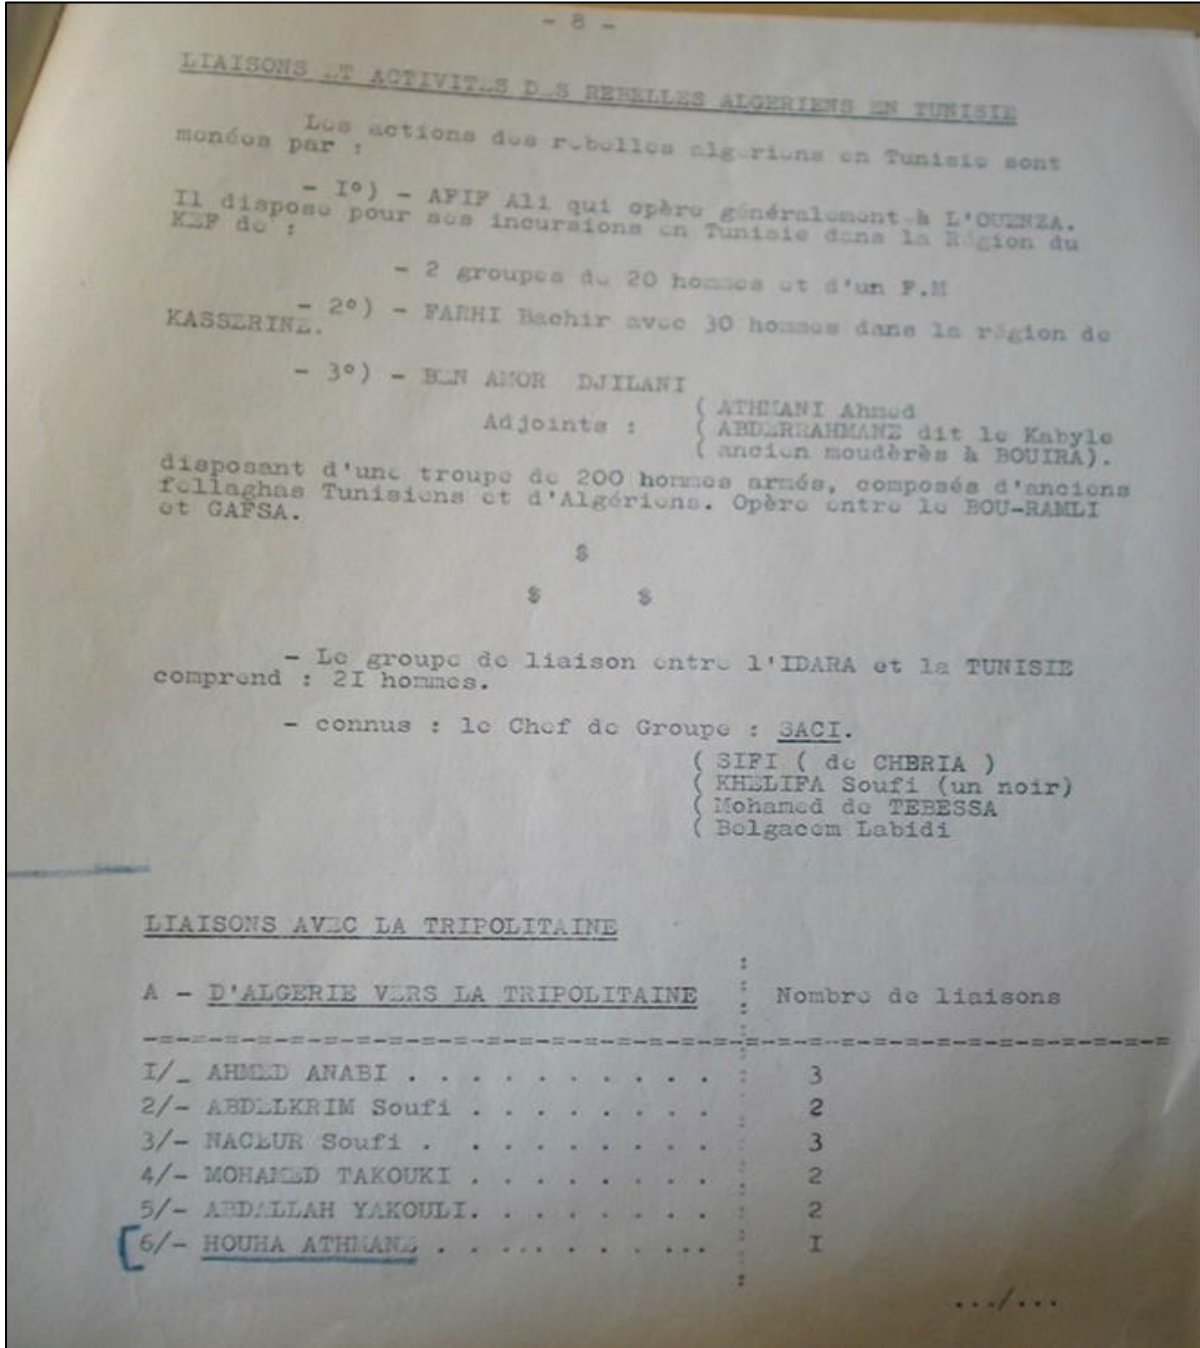 - 8 -
LIAISONS ET ACTIVITES DES REBELLES ALGERIENS EN TUNISIE
Les actions des rebelles algeriens en Tunisie sont
menées par :
- I°) - AFIF Ali qui opère généralement à L'OUENZA.
Il dispose pour ses incursions en Tunisie dans la Région du
KEF de :
- 2 groupes de 20 hommes et d'un F.M
- 2°) - FARHI Bachir avec 30 hommes dans la région de
KASSERINE.
- 3°) - BEN AMOR DJILANI
( ATHMANI Ahmed
Adjoints : ( ABDERRAHMANE dit le Kabyle
( ancien moudèrès à BOUIRA).
disposant d'une troupe de 200 hommes armés, composés d'anciens
fellaghas Tunisiens et d'Algériens. Opère entre le BOU-RAMLI
et GAFSA.
$
$ $
- Le groupe de liaison entre l'IDARA et la TUNISIE
comprend : 2I hommes.
- connus : le Chef de Groupe : SACI.
( SIFI ( de CHBRIA )
( KHELIFA Soufi (un noir)
( Mohamed de TEBESSA
( Belgacem Labidi
LIAISONS AVEC LA TRIPOLITAINE
A - D'ALGERIE VERS LA TRIPOLITAINE : Nombre de liaisons
-=-=-=-=-=-=-=-=-=-=-=-=-=-=-=-=-=-=-=-=-=-=-=-=-=-=
I/_ AHMED ANABI . . . . . . . . . . . : 3
2/- ABDELKRIM Soufi . . . . . . . . . : 2
3/- NACEUR Soufi . . . . . . . . . . : 3
4/- MOHAMED TAKOUKI . . . . . . . . . : 2
5/- ABDALLAH YAKOULI. . . . . . . . . : 2
[6/- HOUHA ATHMANE . . .... . . . ... : I
.../...